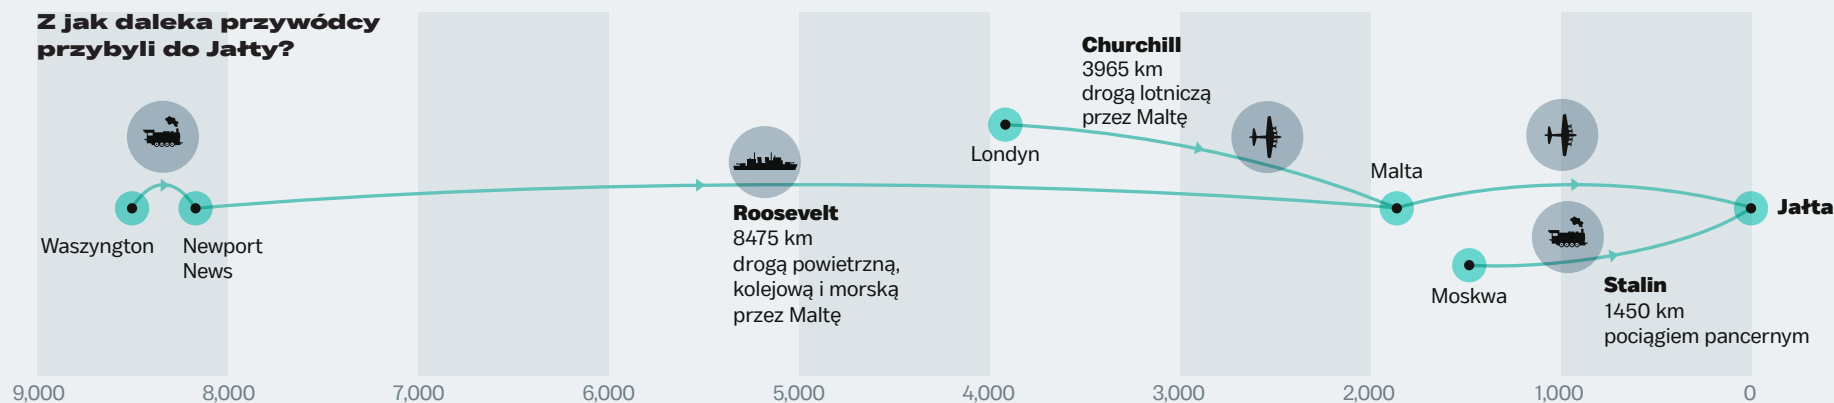 Z jak daleka przywódcy
przybyli do Jałty?
Churchill
3965 km
drogą lotniczą
przez Maltę
Londyn
Malta
Jałta
Waszyngton
Newport
News
Roosevelt
8475 km
drogą powietrzną,
kolejową i morską
przez Maltę
Moskwa
Stalin
1450 km
pociągiem pancernym
9,000 8,000 7,000 6,000 5,000 4,000 3,000 2,000 1,000 0